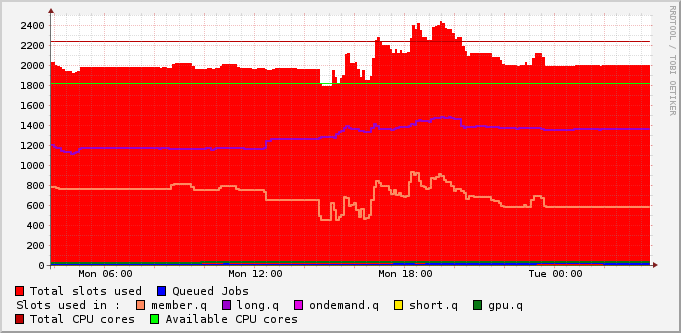 2400
2200
2000
1800
1600
1400
1200
1000
800
600
400
200
0
Mon 06:00 Mon 12:00 Mon 18:00 Tue 00:00
RRDTOOL / TOBI OETIKER
Total slots used Queued Jobs
Slots used in : member.q long.q ondemand.q short.q gpu.q
Total CPU cores Available CPU cores